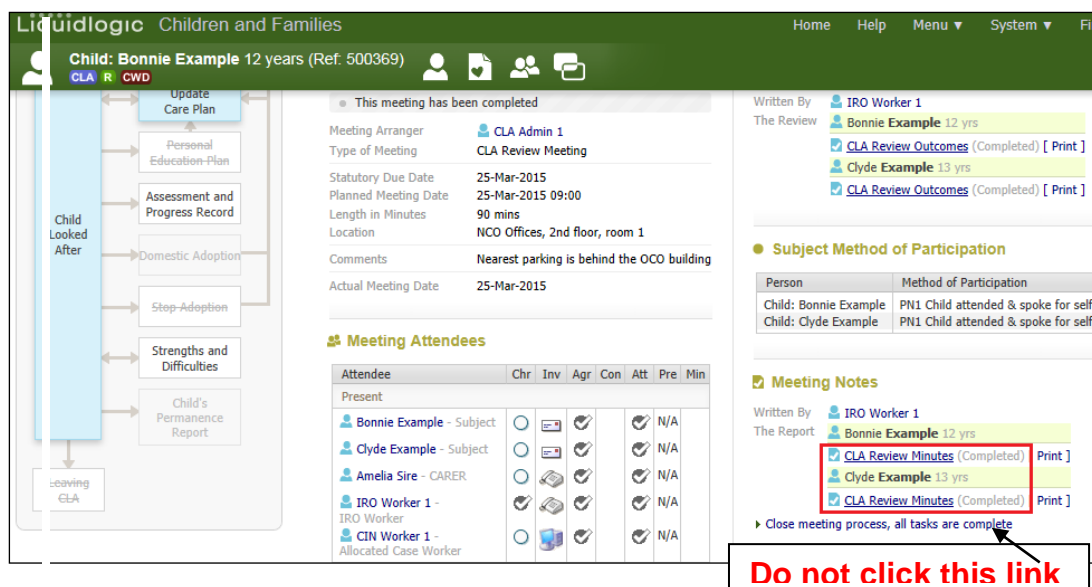 Liquidlogic Children and Families
Home Help Menu ▼ System ▼ Fi
Child: Bonnie Example 12 years (Ref: 500369)
CLA R CWD
Update
Care Plan
Personal
Education Plan
Assessment and
Progress Record
Child
Looked
After
Domestic Adoption
Stop Adoption
Strengths and
Difficulties
Child's
Permanence
Report
Leaving
CLA
This meeting has been completed
Meeting Arranger CLA Admin 1
Type of Meeting CLA Review Meeting
Statutory Due Date 25-Mar-2015
Planned Meeting Date 25-Mar-2015 09:00
Length in Minutes 90 mins
Location NCO Offices, 2nd floor, room 1
Comments Nearest parking is behind the OCO building
Actual Meeting Date 25-Mar-2015
Meeting Attendees
Attendee Chr Inv Agr Con Att Pre Min
Present
Bonnie Example - Subject N/A
Clyde Example - Subject N/A
Amelia Sire - CARER N/A
IRO Worker 1 - N/A
IRO Worker
CIN Worker 1 - N/A
Allocated Case Worker
Written By IRO Worker 1
The Review Bonnie Example 12 yrs
CLA Review Outcomes (Completed) [ Print ]
Clyde Example 13 yrs
CLA Review Outcomes (Completed) [ Print ]
Subject Method of Participation
Person Method of Participation
Child: Bonnie Example PN1 Child attended & spoke for self
Child: Clyde Example PN1 Child attended & spoke for self
Meeting Notes
Written By IRO Worker 1
The Report Bonnie Example 12 yrs
CLA Review Minutes (Completed) Print ]
Clyde Example 13 yrs
CLA Review Minutes (Completed) Print ]
Close meeting process, all tasks are complete
Do not click this link